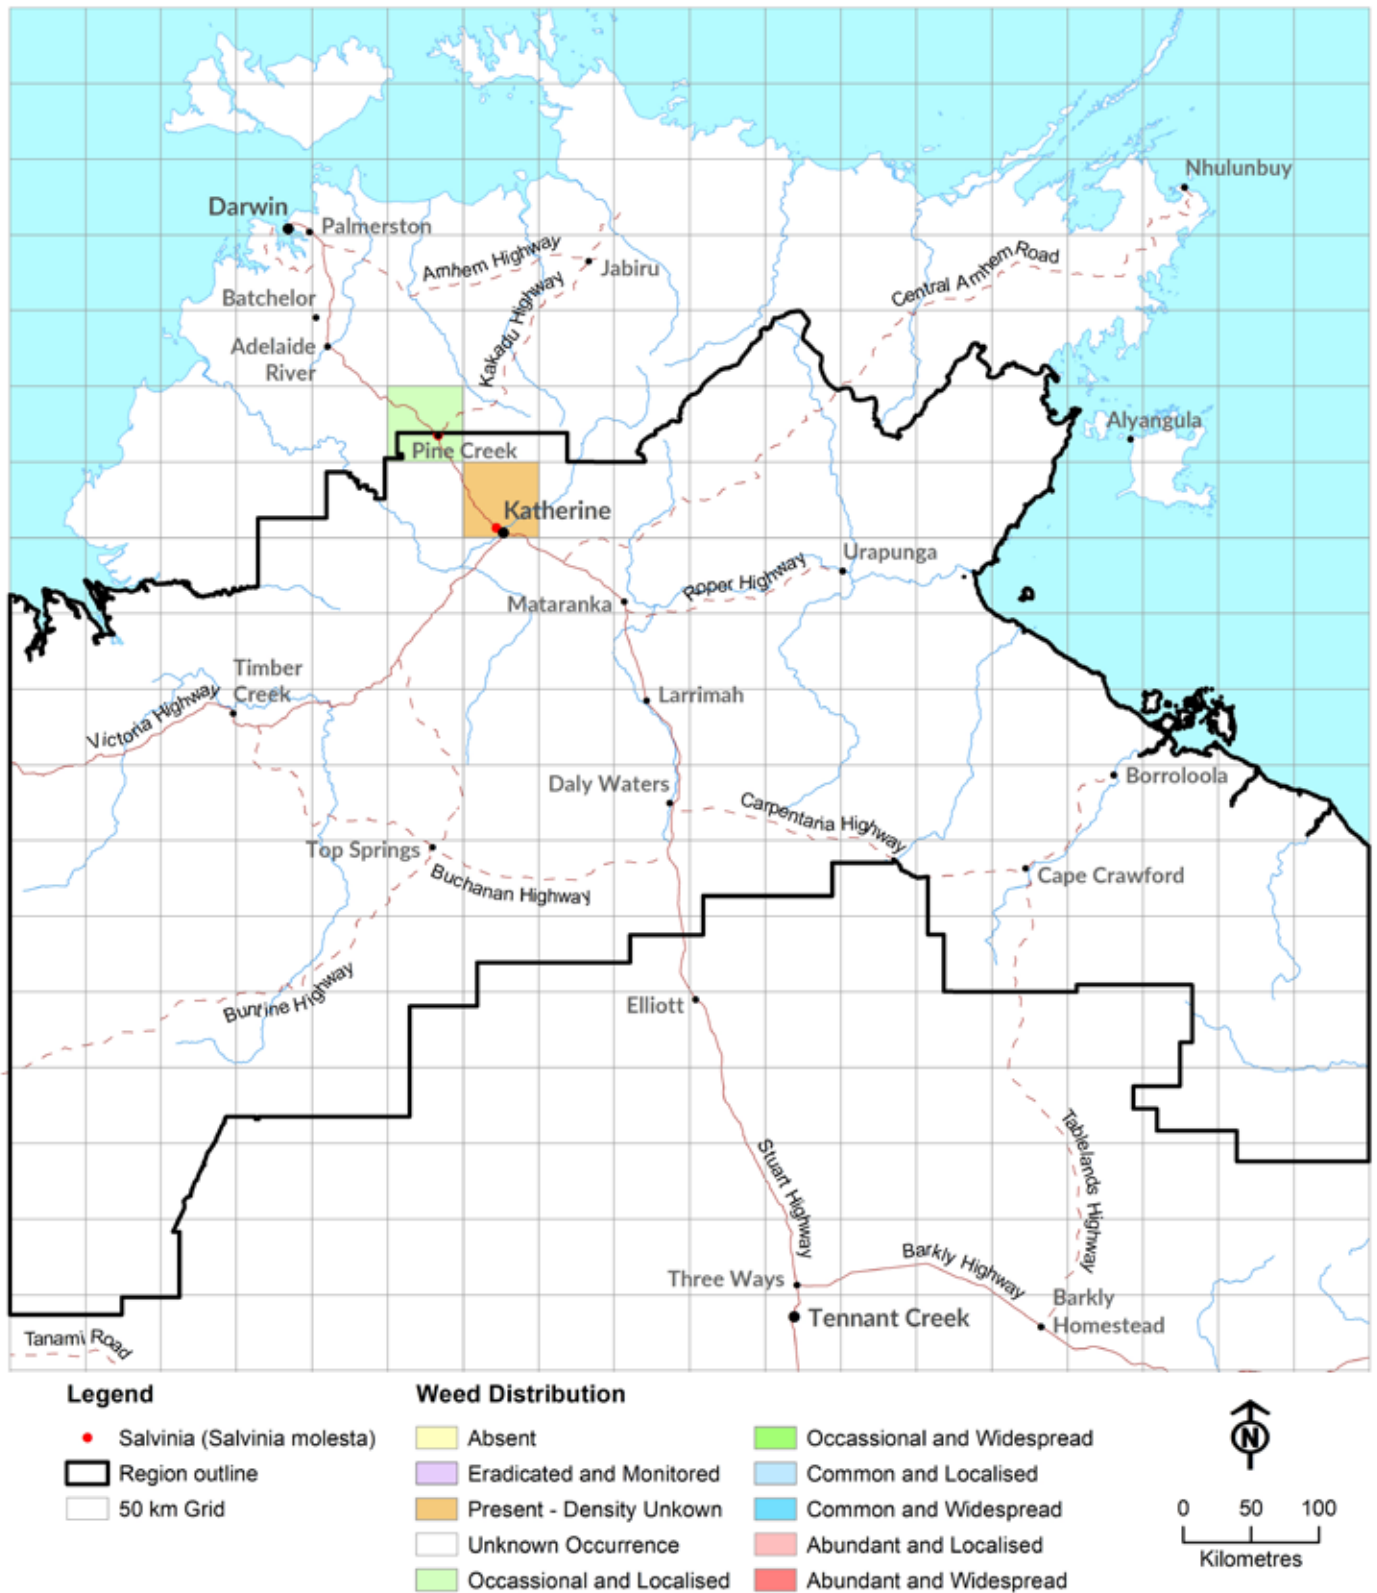 Nhulunbuy
Darwin
Palmerston
Arnhem Highway
Jabiru
Central Arnhem Road
Batchelor
Kakadu Highway
Adelaide
River
Alyangula
Pine Creek
Katherine
Urapunga
Roper Highway
Mataranka
Timber
Creek
Victoria Highway
Larrimah
Daly Waters
Borroloola
Carpentaria Highway
Top Springs
Buchanan Highway
Cape Crawford
Buntine Highway
Elliott
Tablelands Highway
Stuart Highway
Barkly Highway
Three Ways
Barkly
Homestead
Tennant Creek
Tanami Road
Legend
Salvinia (Salvinia molesta)
Region outline
50 km Grid
Weed Distribution
Absent
Eradicated and Monitored
Present - Density Unkown
Unknown Occurrence
Occassional and Localised
Occassional and Widespread
Common and Localised
Common and Widespread
Abundant and Localised
Abundant and Widespread
N
0 50 100
Kilometres